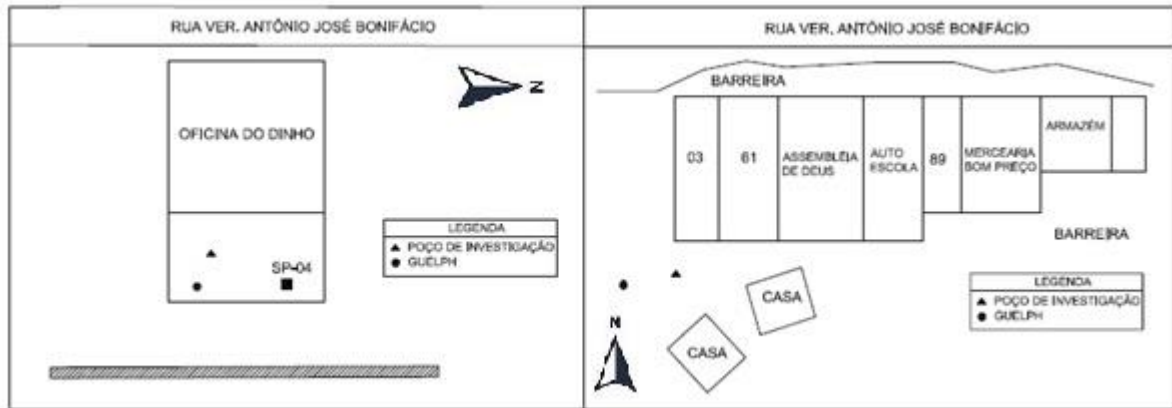 RUA VER. ANTÔNIO JOSÉ BONIFÁCIO
OFICINA DO DINHO
N
LEGENDA
POÇO DE INVESTIGAÇÃO
GUELPH
SP-04
RUA VER. ANTÔNIO JOSÉ BONIFÁCIO
BARREIRA
03
61
ASSEMBLEIA
DE DEUS
AUTO
ESCOLA
89
MERCEARIA
BOM PREÇO
ARMAZÉM
BARREIRA
LEGENDA
POÇO DE INVESTIGAÇÃO
GUELPH
CASA
CASA
N